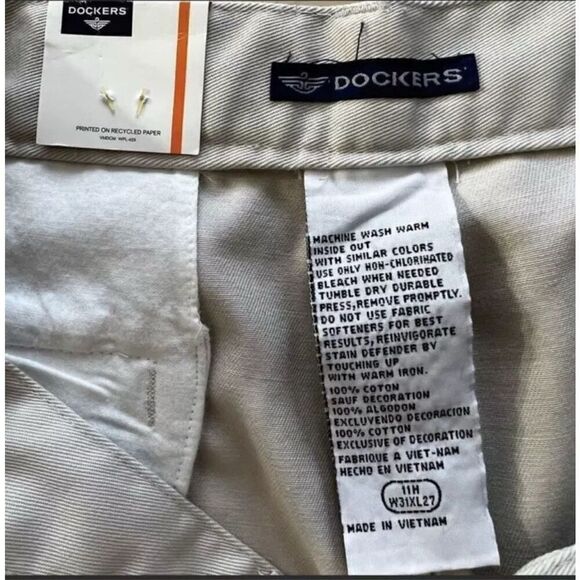 DOCKERS
PRINTED ON RECYCLED PAPER
DOCKERS
MACHINE WASH WARM
INSIDE OUT
WITH SIMILAR COLORS
USE ONLY NON-CHLORINATED
BLEACH WHEN NEEDED
TUMBLE DRY DURABLE
PRESS,REMOVE PROMPTLY.
DO NOT USE FABRIC
SOFTENERS FOR BEST
RESULTS, REINVIGORATE
STAIN DEFENDER BY
TOUCHING UP
WITH WARM IRON.
100% COTON
SAUF DECORATION
100% ALGODON
EXCLUYENDO DECORACION
100% COTTON
EXCLUSIVE OF DECORATION
FABRIQUE A VIET-NAM
HECHO EN VIETNAM
11H
W31XL27
MADE IN VIETNAM